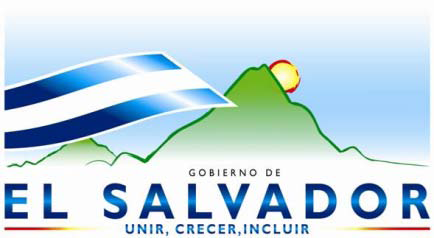 GOBIERNO DE
EL SALVADOR
UNIR, CRECER,INCLUIR